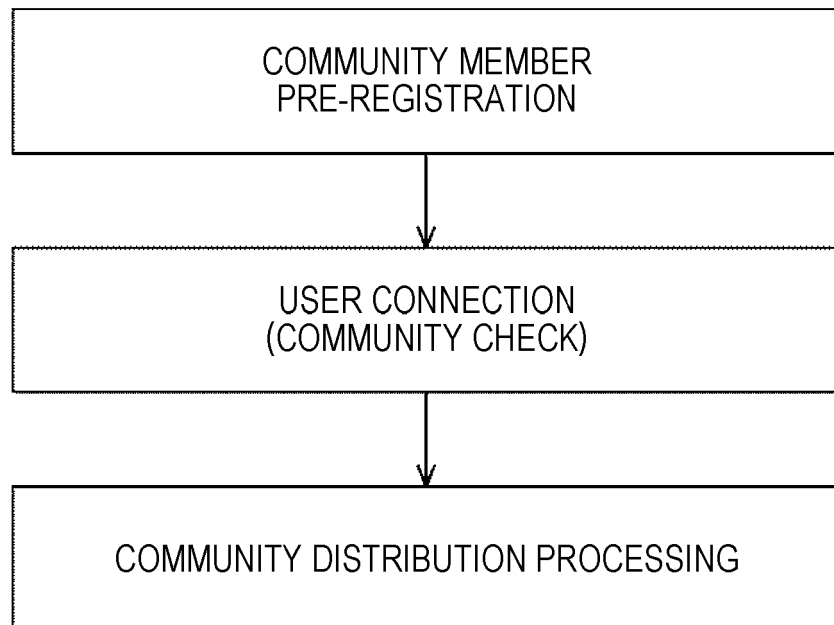 COMMUNITY MEMBER
PRE-REGISTRATION
USER CONNECTION
(COMMUNITY CHECK)
COMMUNITY DISTRIBUTION PROCESSING